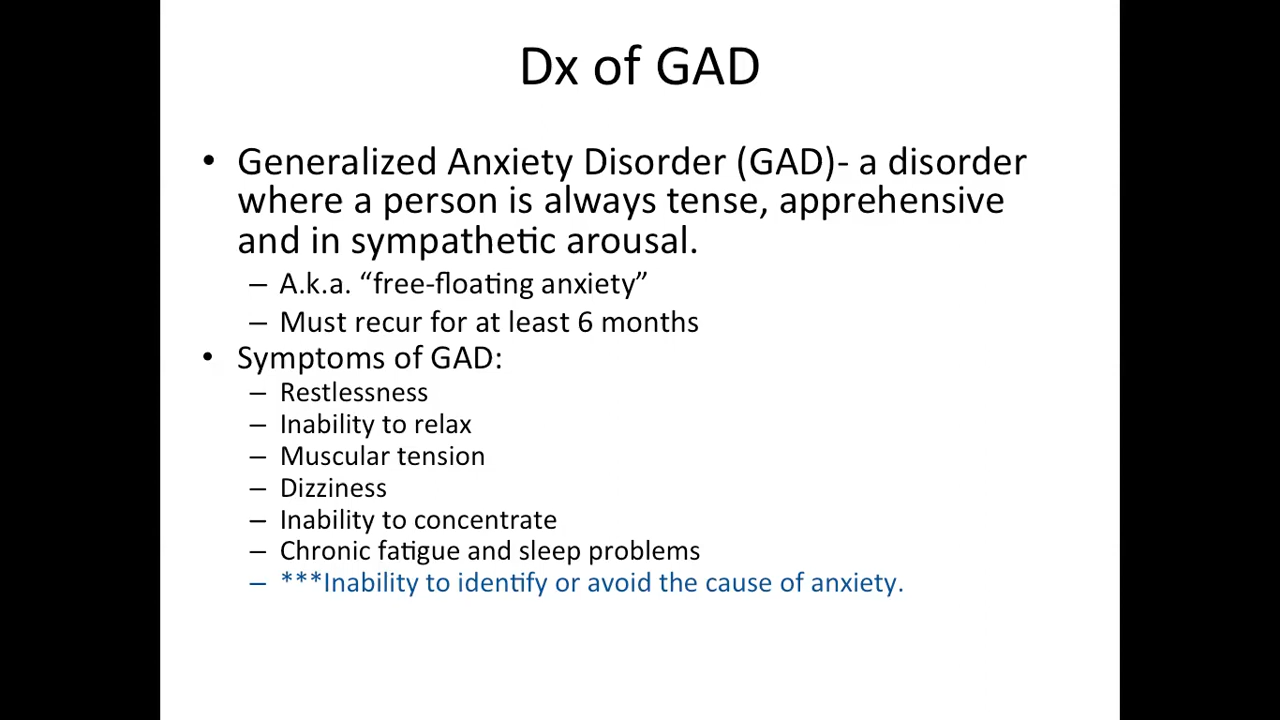 Dx of GAD
• Generalized Anxiety Disorder (GAD)- a disorder
where a person is always tense, apprehensive
and in sympathetic arousal.
– A.k.a. “free-floating anxiety”
– Must recur for at least 6 months
• Symptoms of GAD:
– Restlessness
– Inability to relax
– Muscular tension
– Dizziness
– Inability to concentrate
– Chronic fatigue and sleep problems
– ***Inability to identify or avoid the cause of anxiety.